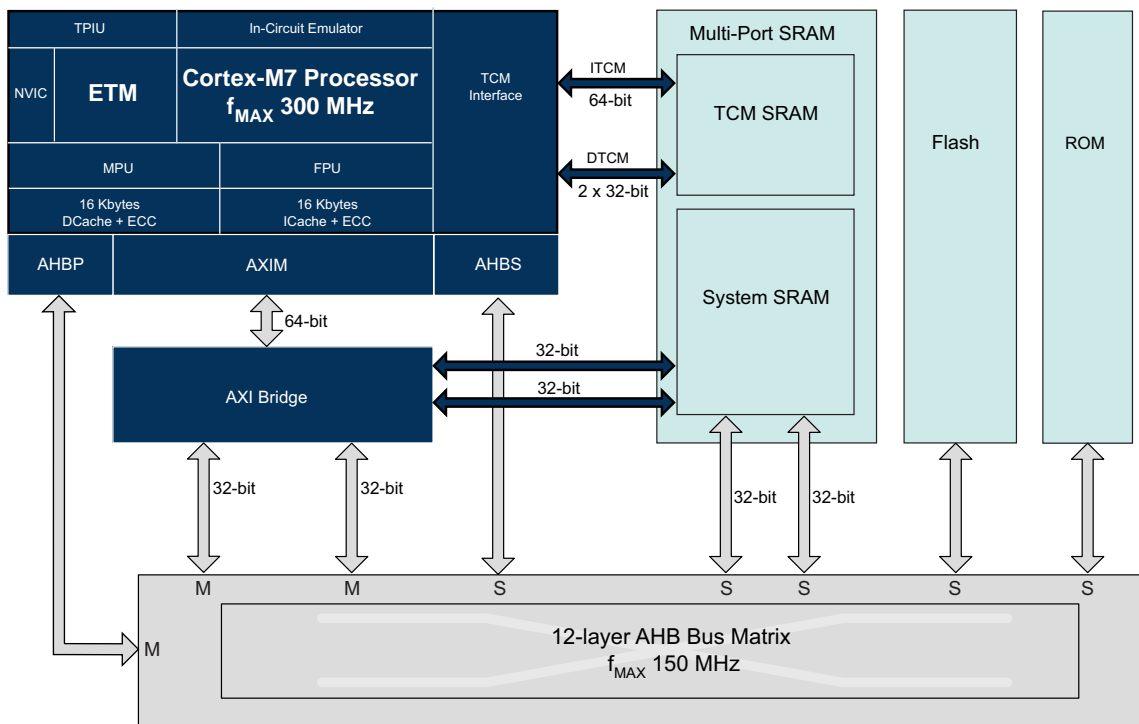 TPIU
In-Circuit Emulator
NVIC
ETM
Cortex-M7 Processor
fMAX 300 MHz
TCM
Interface
MPU
FPU
16 Kbytes
DCache + ECC
16 Kbytes
ICache + ECC
AHBP
AXIM
AHBS
ITCM
64-bit
DTCM
2 x 32-bit
Multi-Port SRAM
TCM SRAM
System SRAM
Flash
ROM
64-bit
AXI Bridge
32-bit
32-bit
32-bit
32-bit
32-bit
32-bit
M
M
S
S
S
S
S
M
12-layer AHB Bus Matrix
fMAX 150 MHz